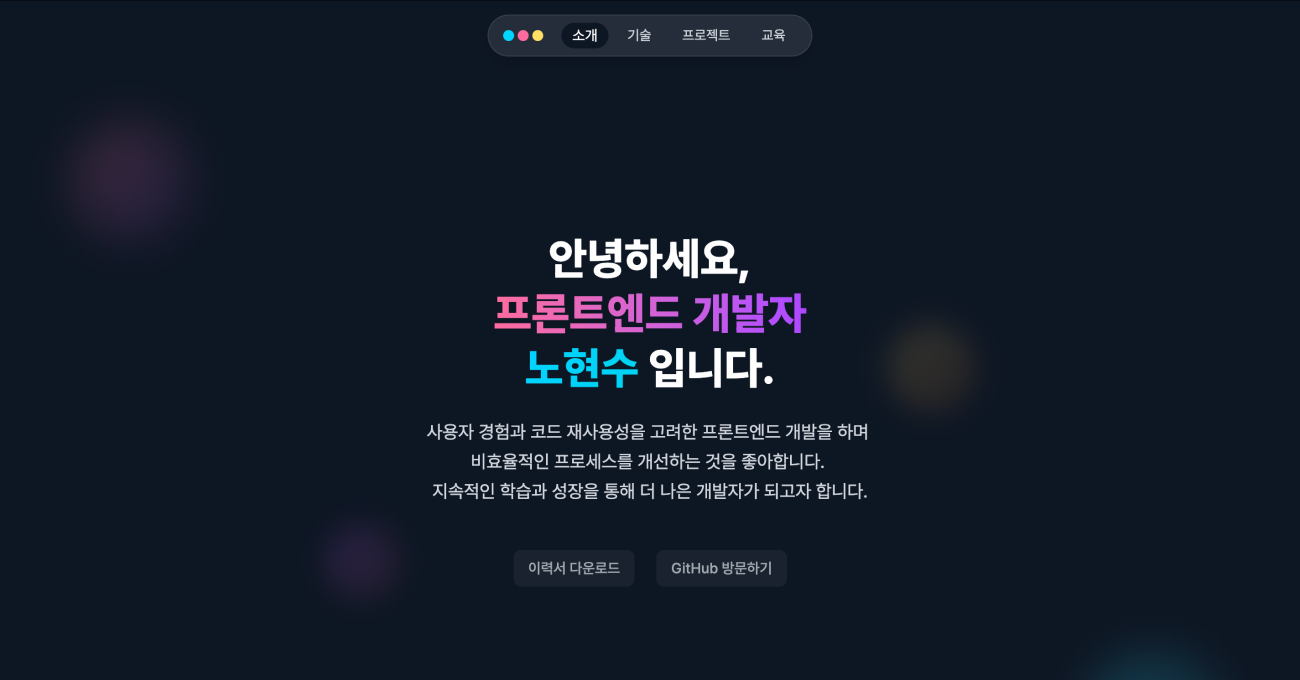 소개 기술 프로젝트 교육
안녕하세요,
프론트엔드 개발자
노현수 입니다.
사용자 경험과 코드 재사용성을 고려한 프론트엔드 개발을 하며
비효율적인 프로세스를 개선하는 것을 좋아합니다.
지속적인 학습과 성장을 통해 더 나은 개발자가 되고자 합니다.
이력서 다운로드 GitHub 방문하기